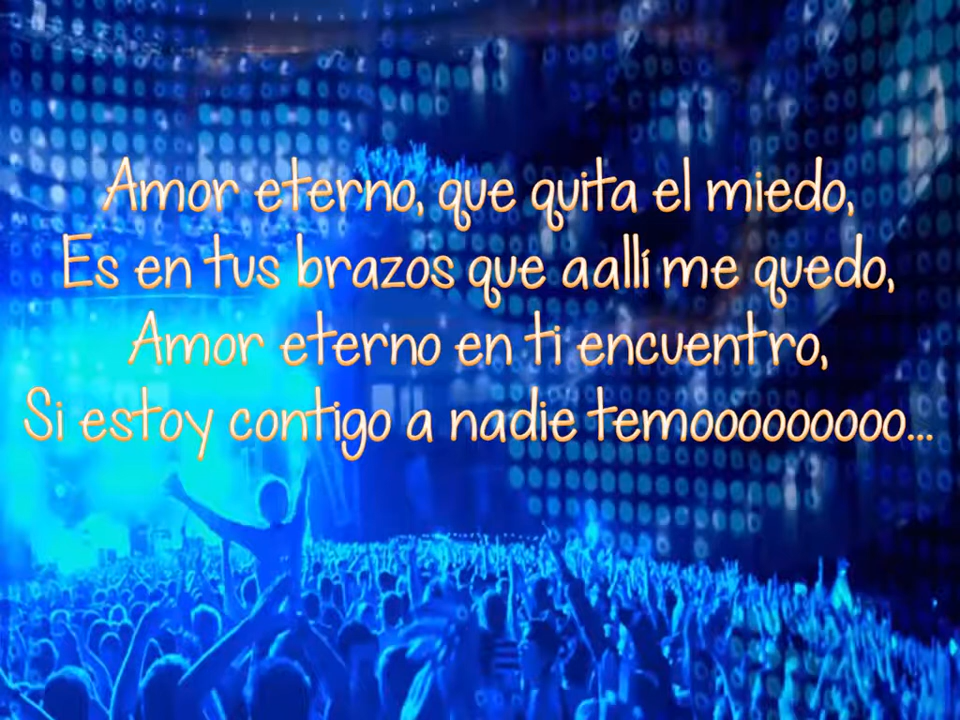 Amor eterno, que quita el miedo,
Es en tus brazos que aallí me quedo,
Amor eterno en ti encuentro,
Si estoy contigo a nadie temooooooooo...